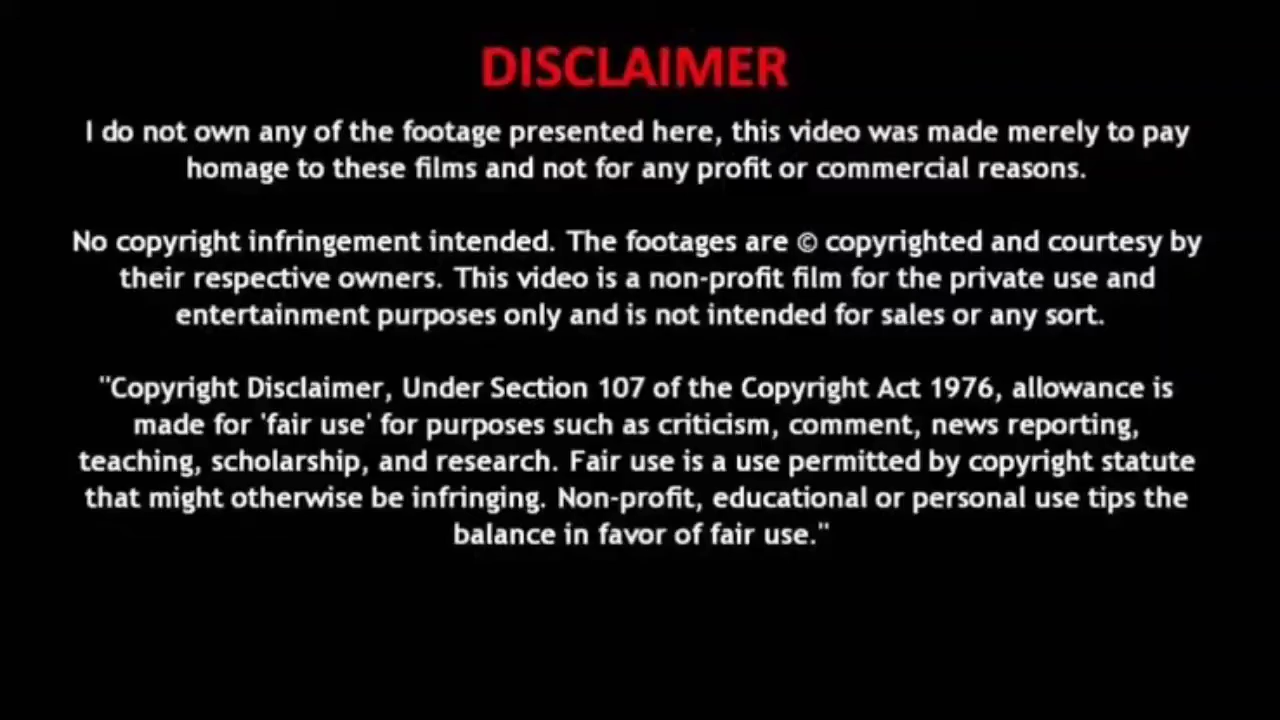 DISCLAIMER
I do not own any of the footage presented here, this video was made merely to pay
homage to these films and not for any profit or commercial reasons.
No copyright infringement intended. The footages are © copyrighted and courtesy by
their respective owners. This video is a non-profit film for the private use and
entertainment purposes only and is not intended for sales or any sort.
"Copyright Disclaimer, Under Section 107 of the Copyright Act 1976, allowance is
made for 'fair use' for purposes such as criticism, comment, news reporting,
teaching, scholarship, and research. Fair use is a use permitted by copyright statute
that might otherwise be infringing. Non-profit, educational or personal use tips the
balance in favor of fair use."